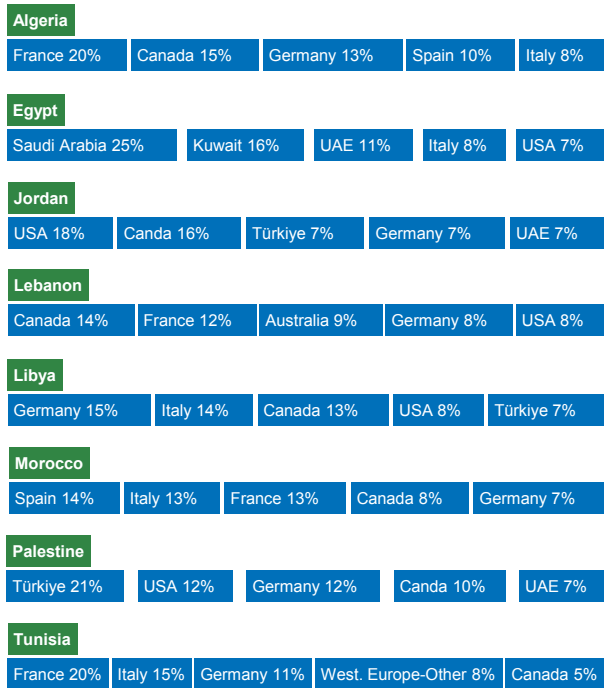 Algeria
France 20% Canada 15% Germany 13% Spain 10% Italy 8%
Egypt
Saudi Arabia 25% Kuwait 16% UAE 11% Italy 8% USA 7%
Jordan
USA 18% Canda 16% Türkiye 7% Germany 7% UAE 7%
Lebanon
Canada 14% France 12% Australia 9% Germany 8% USA 8%
Libya
Germany 15% Italy 14% Canada 13% USA 8% Türkiye 7%
Morocco
Spain 14% Italy 13% France 13% Canada 8% Germany 7%
Palestine
Türkiye 21% USA 12% Germany 12% Canda 10% UAE 7%
Tunisia
France 20% Italy 15% Germany 11% West. Europe-Other 8% Canada 5%